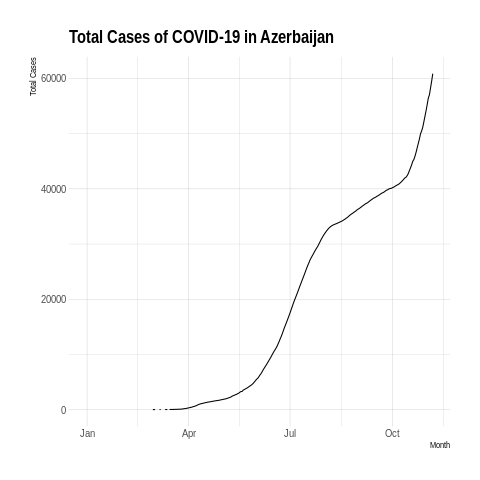 Total Cases of COVID-19 in Azerbaijan
Total Cases
60000
40000
20000
0
Jan Apr Jul Oct
Month